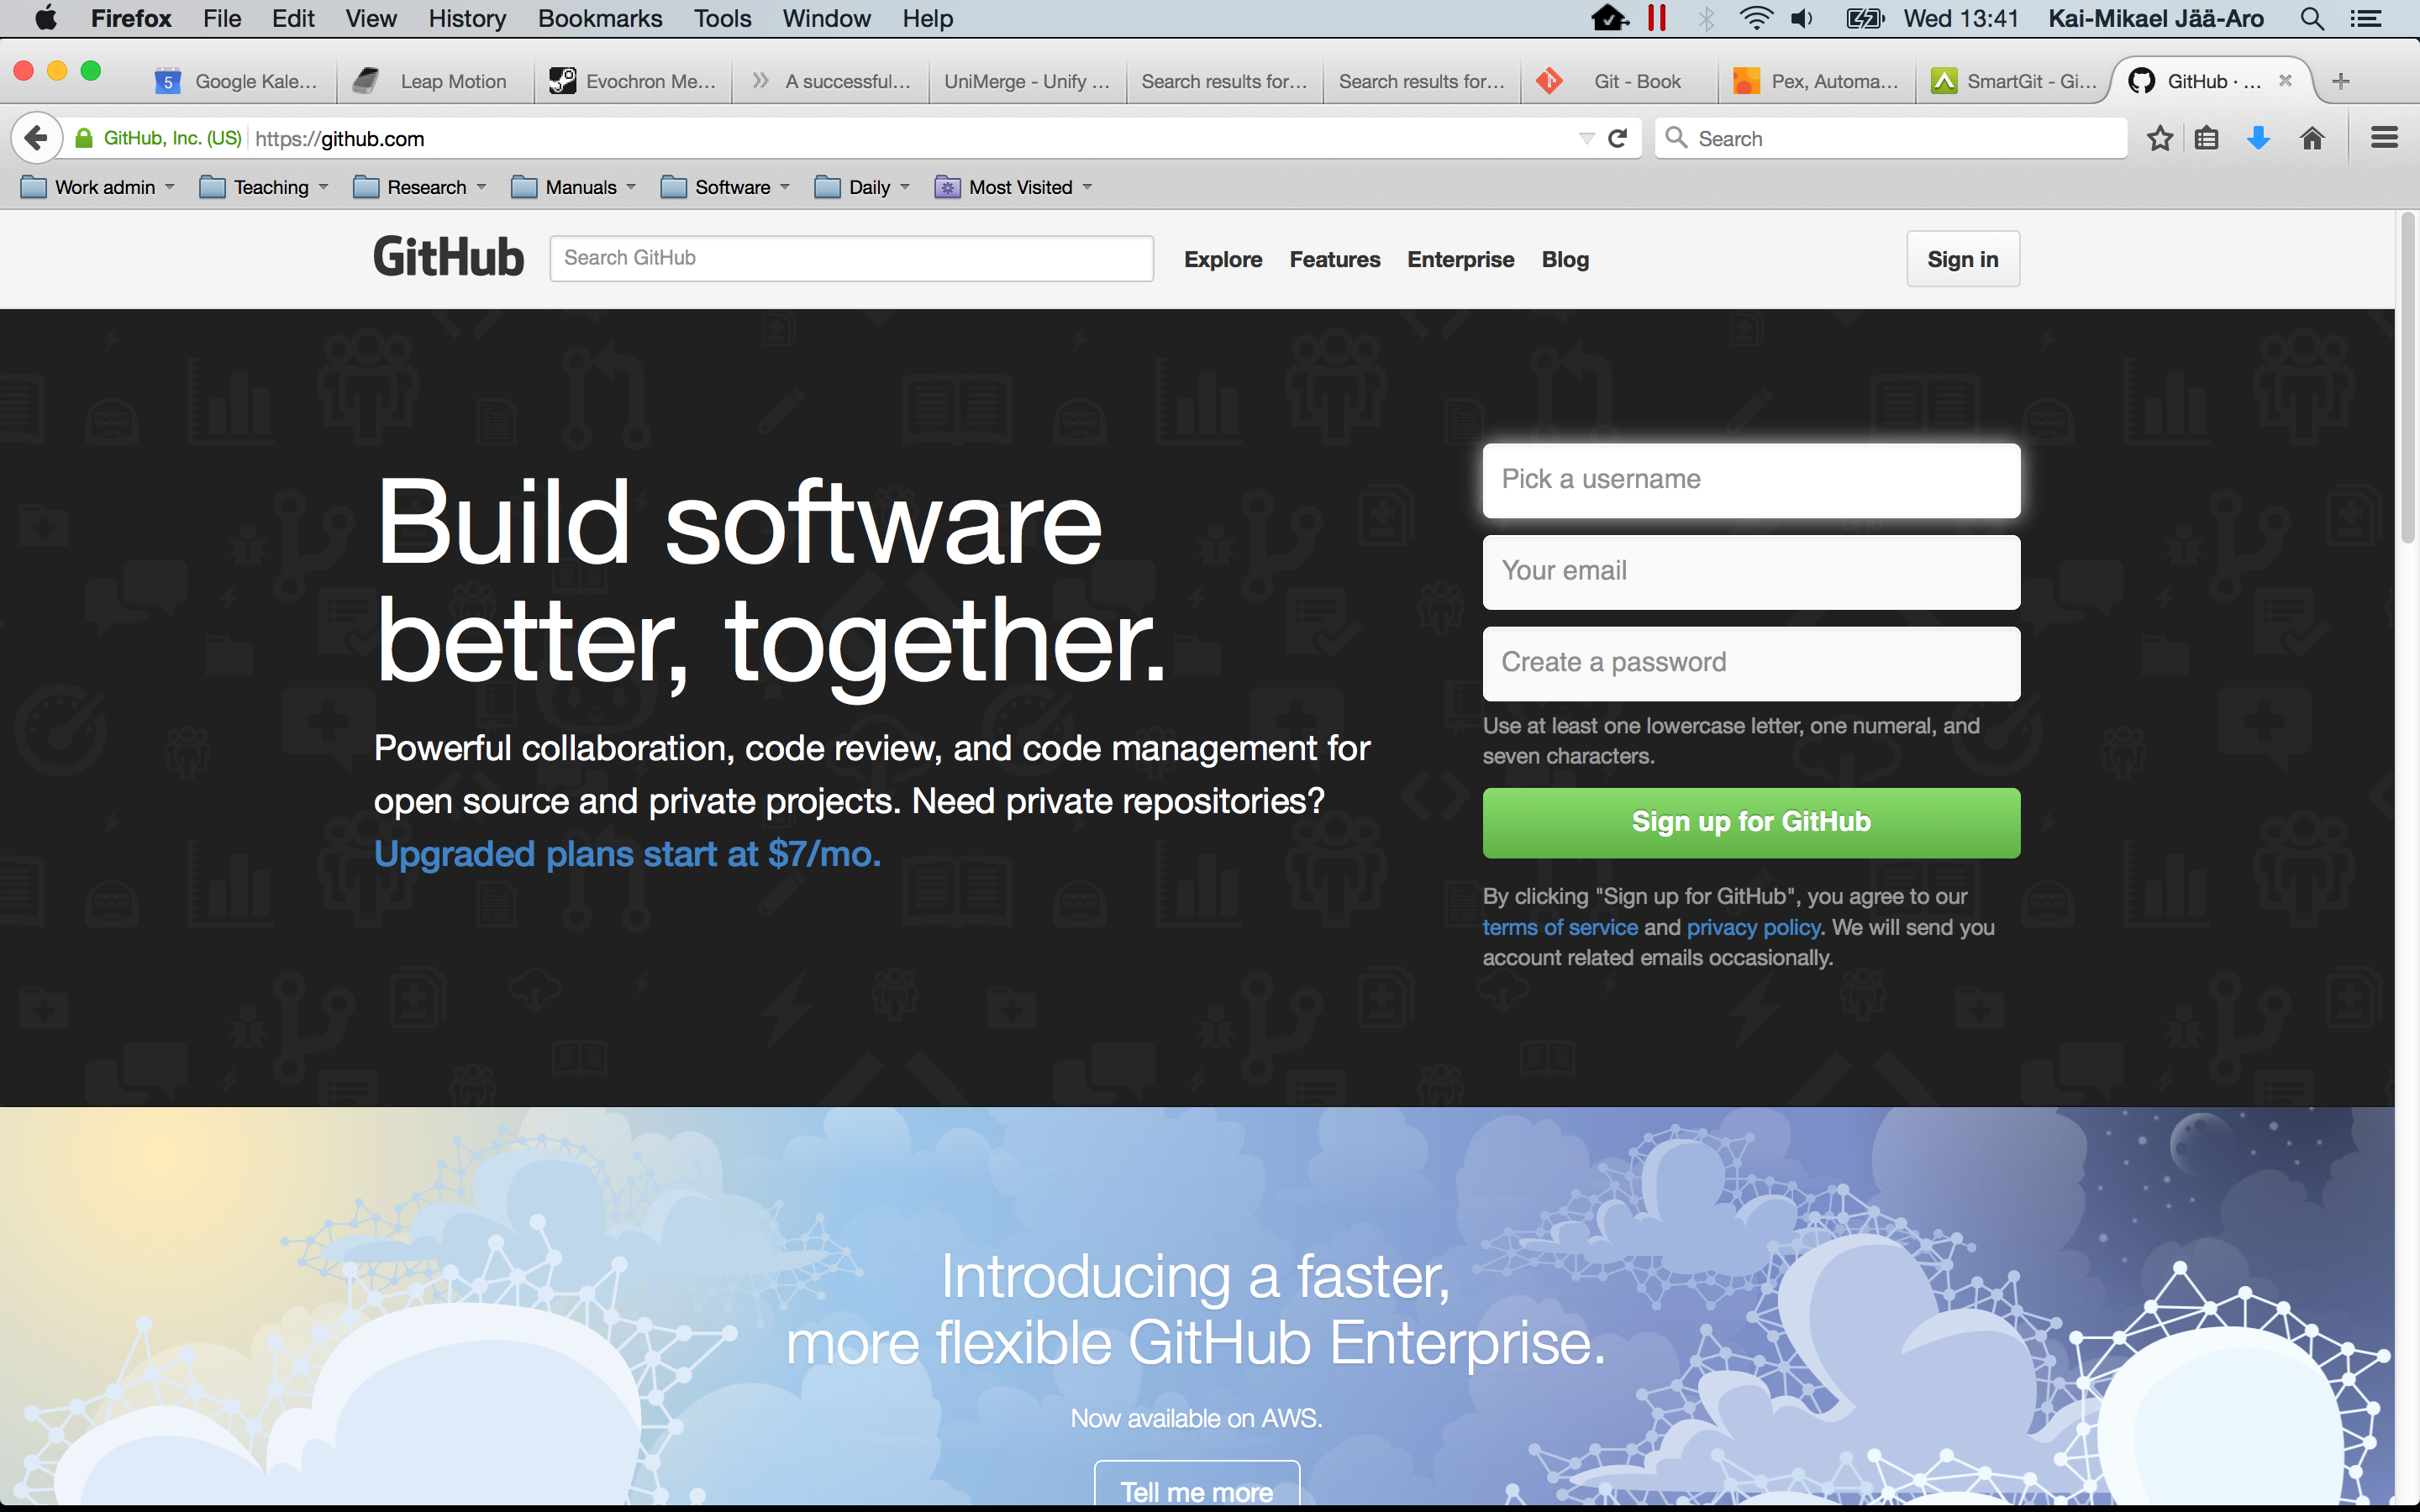 Firefox File Edit View History Bookmarks Tools Window Help Wed 13:41 Kai-Mikael Jää-Aro
5 Google Kale... Leap Motion Evochron Me... A successful... UniMerge - Unify ... Search results for... Search results for... Git - Book Pex, Automa... SmartGit - Gi... GitHub · ...
GitHub, Inc. (US) https://github.com Search
Work admin Teaching Research Manuals Software Daily Most Visited
GitHub Search GitHub Explore Features Enterprise Blog Sign in
Build software
better, together.
Powerful collaboration, code review, and code management for
open source and private projects. Need private repositories?
Upgraded plans start at $7/mo.
Pick a username
Your email
Create a password
Use at least one lowercase letter, one numeral, and
seven characters.
Sign up for GitHub
By clicking "Sign up for GitHub", you agree to our
terms of service and privacy policy. We will send you
account related emails occasionally.
Introducing a faster,
more flexible GitHub Enterprise.
Now available on AWS.
Tell me more